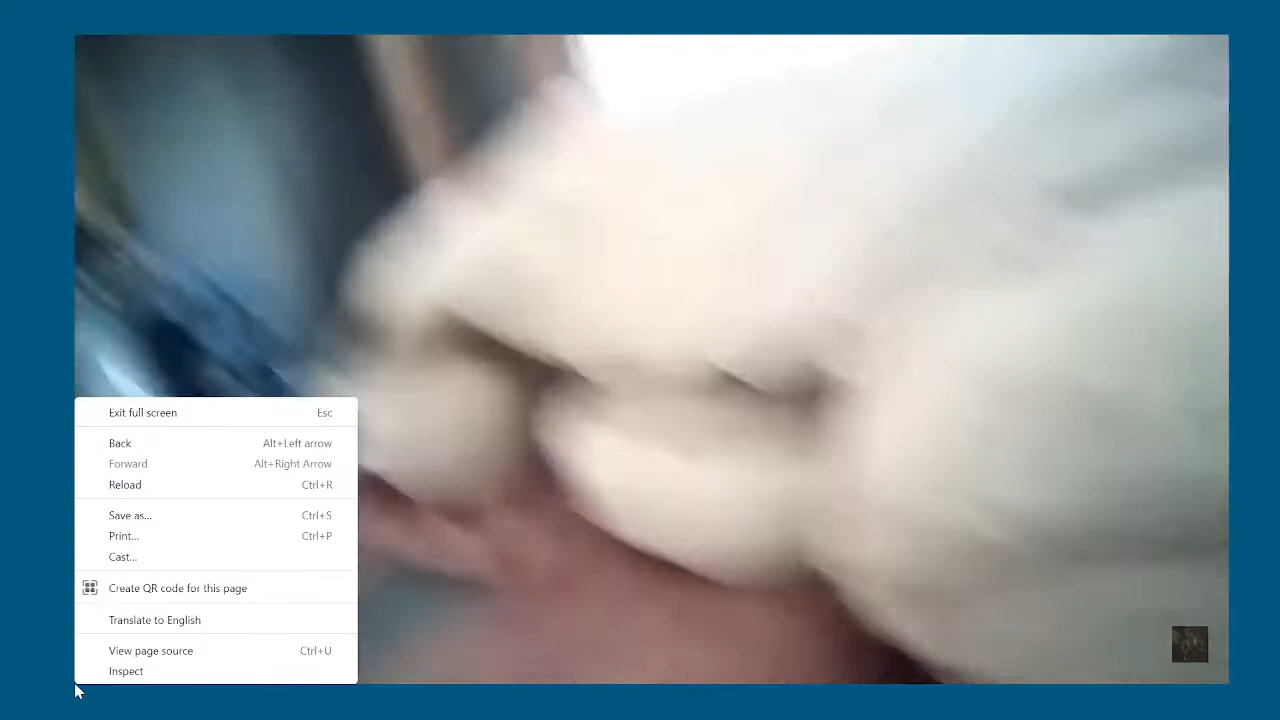 Exit full screen Esc
Back Alt+Left arrow
Forward Alt+Right Arrow
Reload Ctrl+R
Save as... Ctrl+S
Print... Ctrl+P
Cast...
Create QR code for this page
Translate to English
View page source Ctrl+U
Inspect